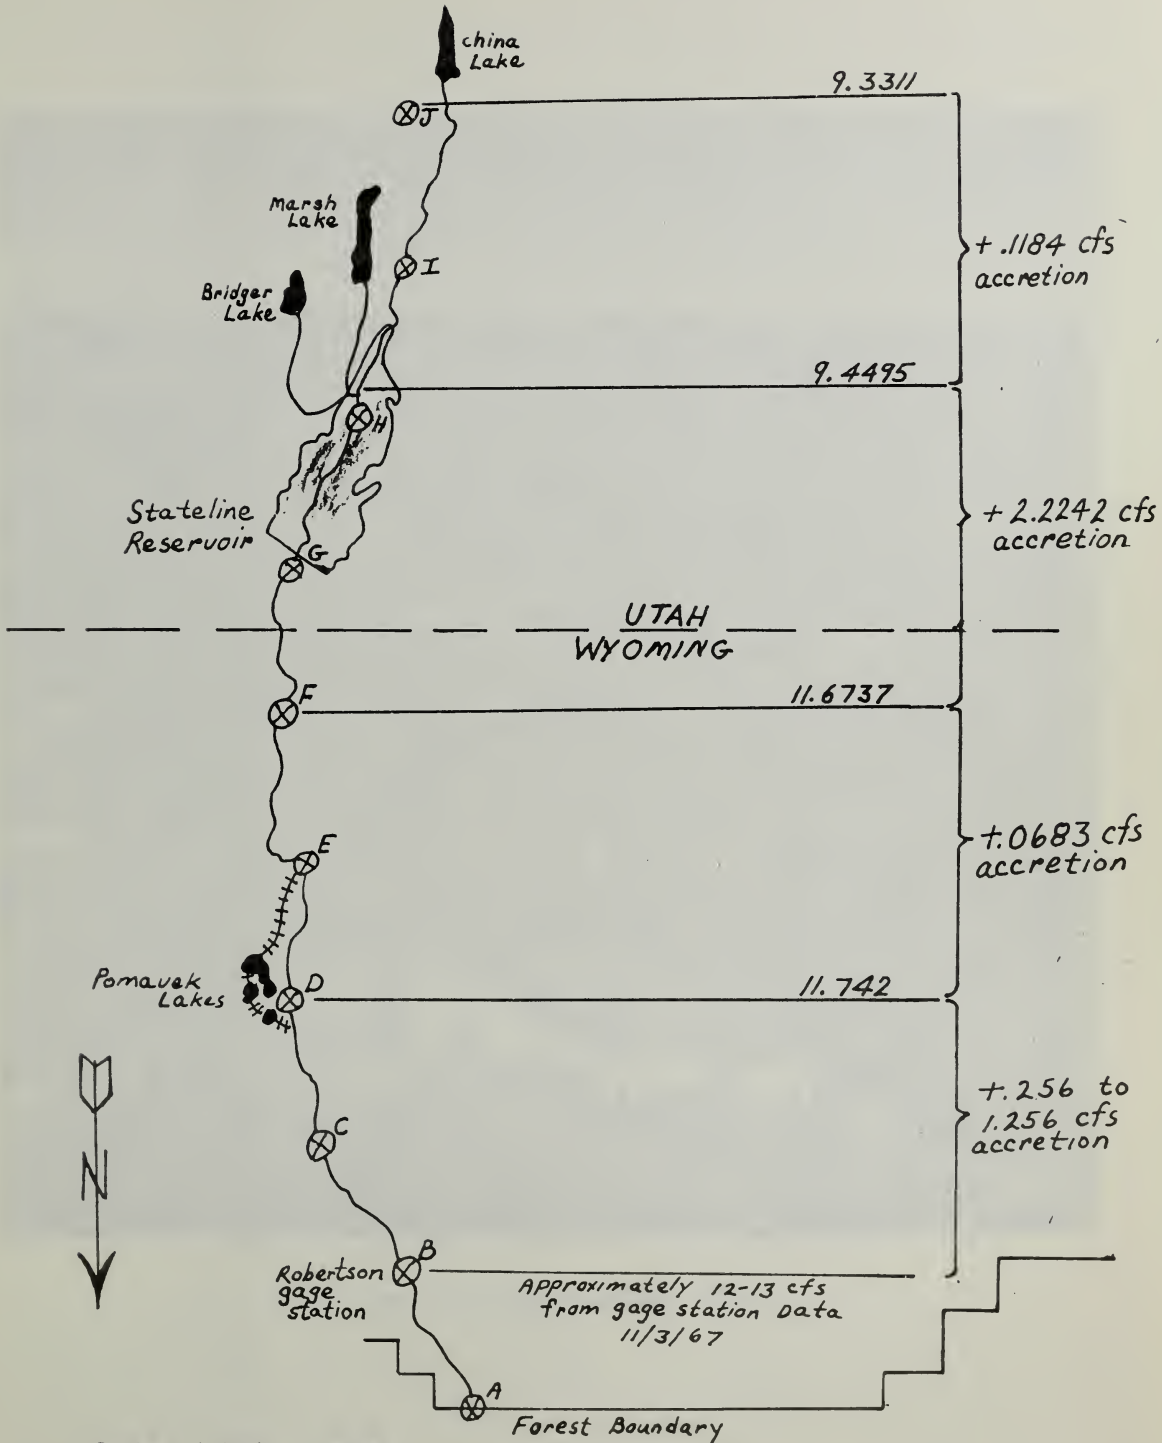 china
Lake
9.3311
J
Marsh
Lake
+ .1184 cfs
accretion
I
Bridger
Lake
9.4495
H
Stateline
Reservoir
+ 2.2242 cfs
accretion
G
UTAH
WYOMING
F
11.6737
+.0683 cfs
accretion
E
Pomavek
Lakes
D
11.742
+.256 to
1.256 cfs
accretion
C
N
B
Robertson
gage
station
Approximately 12-13 cfs
from gage station Data
11/3/67
A
Forest Boundary